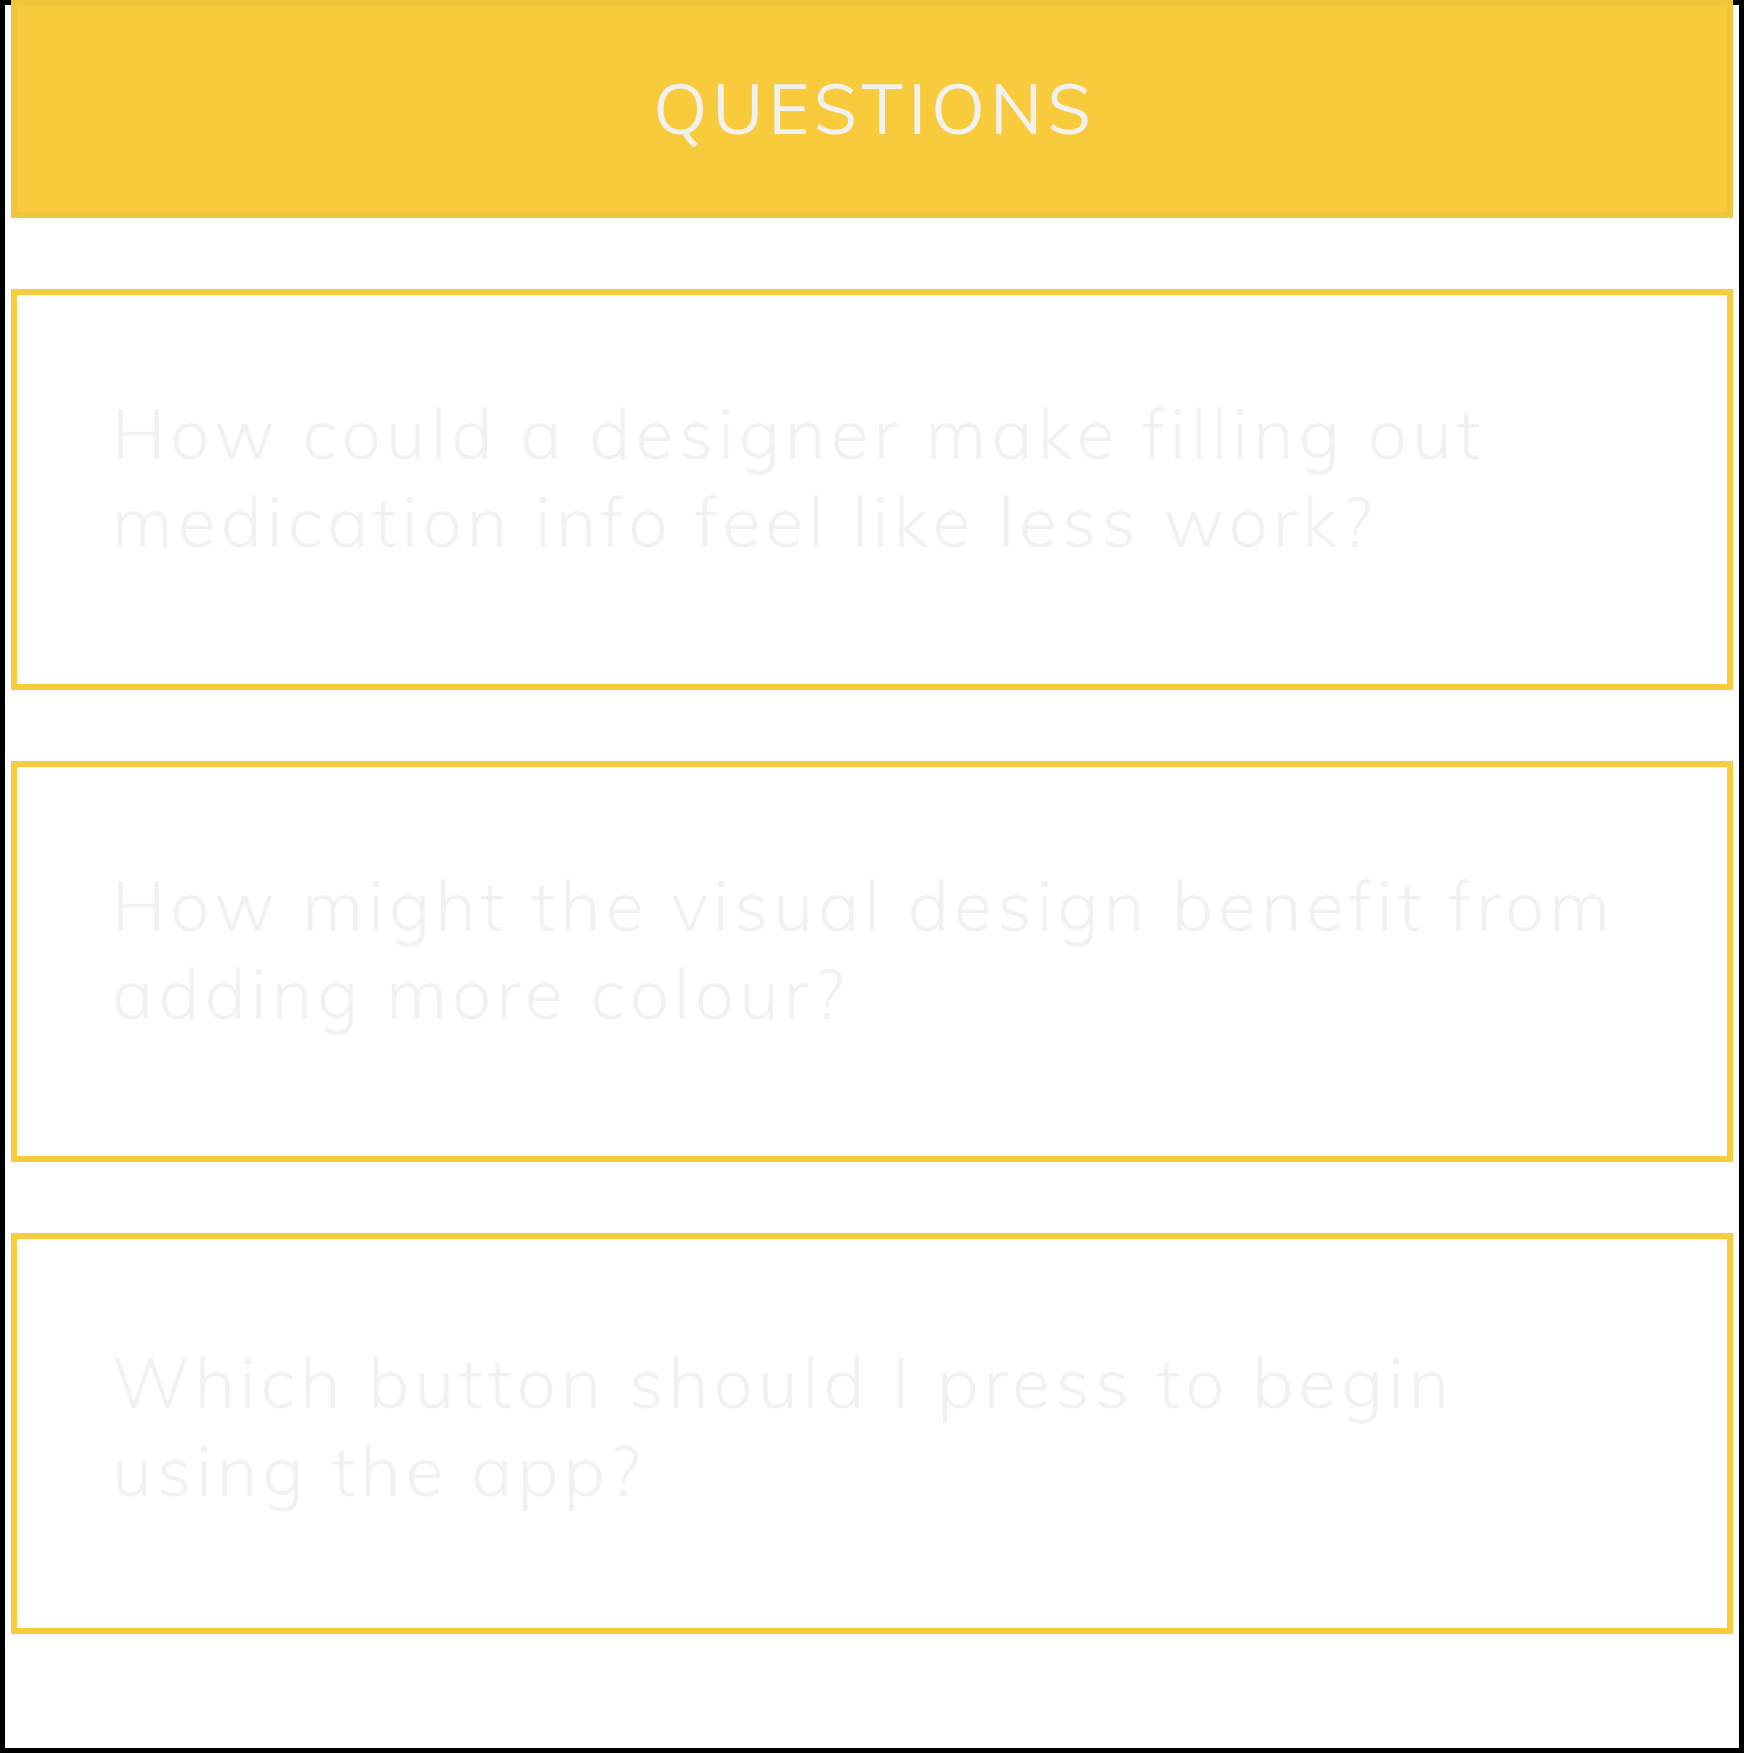 QUESTIONS
How could a designer make filling out
medication info feel like less work?
How might the visual design benefit from
adding more colour?
Which button should I press to begin
using the app?